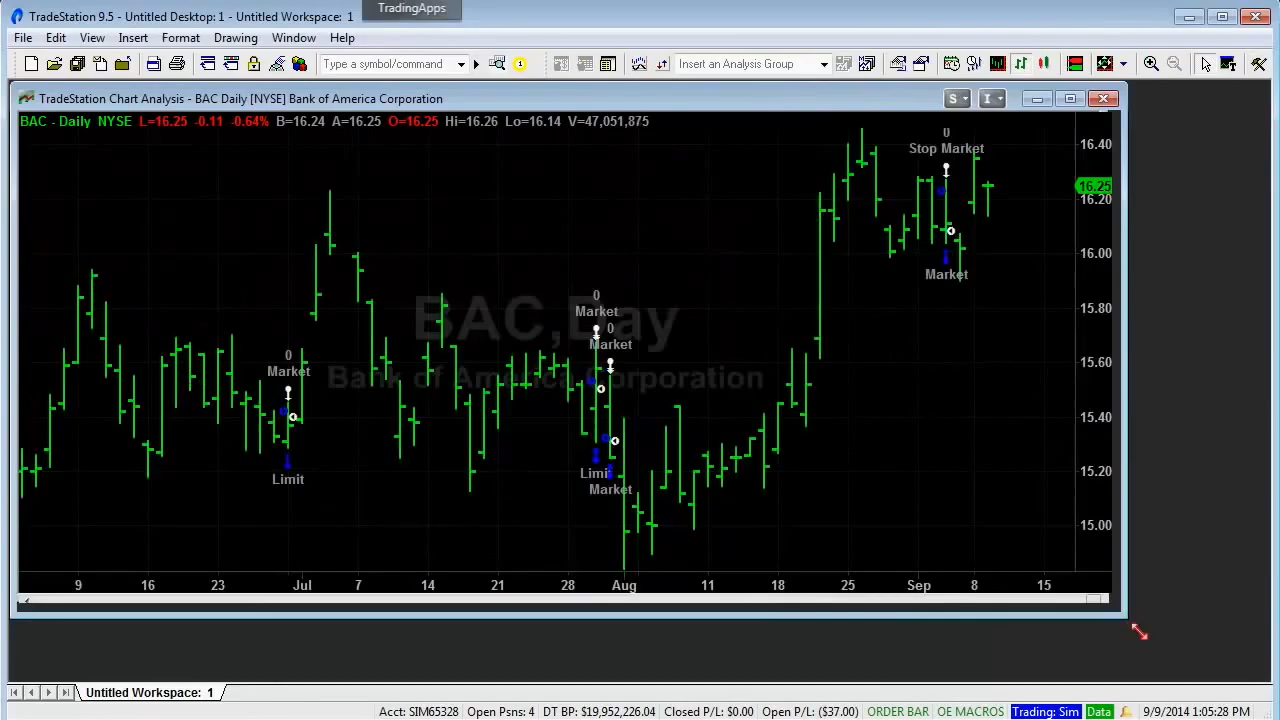 TradingApps
TradeStation 9.5 - Untitled Desktop: 1 - Untitled Workspace: 1
File Edit View Insert Format Drawing Window Help
Type a symbol/command
Insert an Analysis Group
TradeStation Chart Analysis - BAC Daily [NYSE] Bank of America Corporation
S I
BAC - Daily NYSE L=16.25 -0.11 -0.64% B=16.24 A=16.25 O=16.25 Hi=16.26 Lo=16.14 V=47,051,875
0
Stop Market
16.40
16.25
16.20
16.00
Market
0
Market
0
Market
15.80
BAC,Day
Bank of America Corporation
0
Market
15.60
15.40
Limit
Limit
Market
15.20
15.00
9 16 23 Jul 7 14 21 28 Aug 11 18 25 Sep 8 15
Untitled Workspace: 1
Acct: SIM65328 Open Psns: 4 DT BP: $19,952,226.04 Closed P/L: $0.00 Open P/L: ($37.00) ORDER BAR OE MACROS Trading: Sim Data 9/9/2014 1:05:28 PM